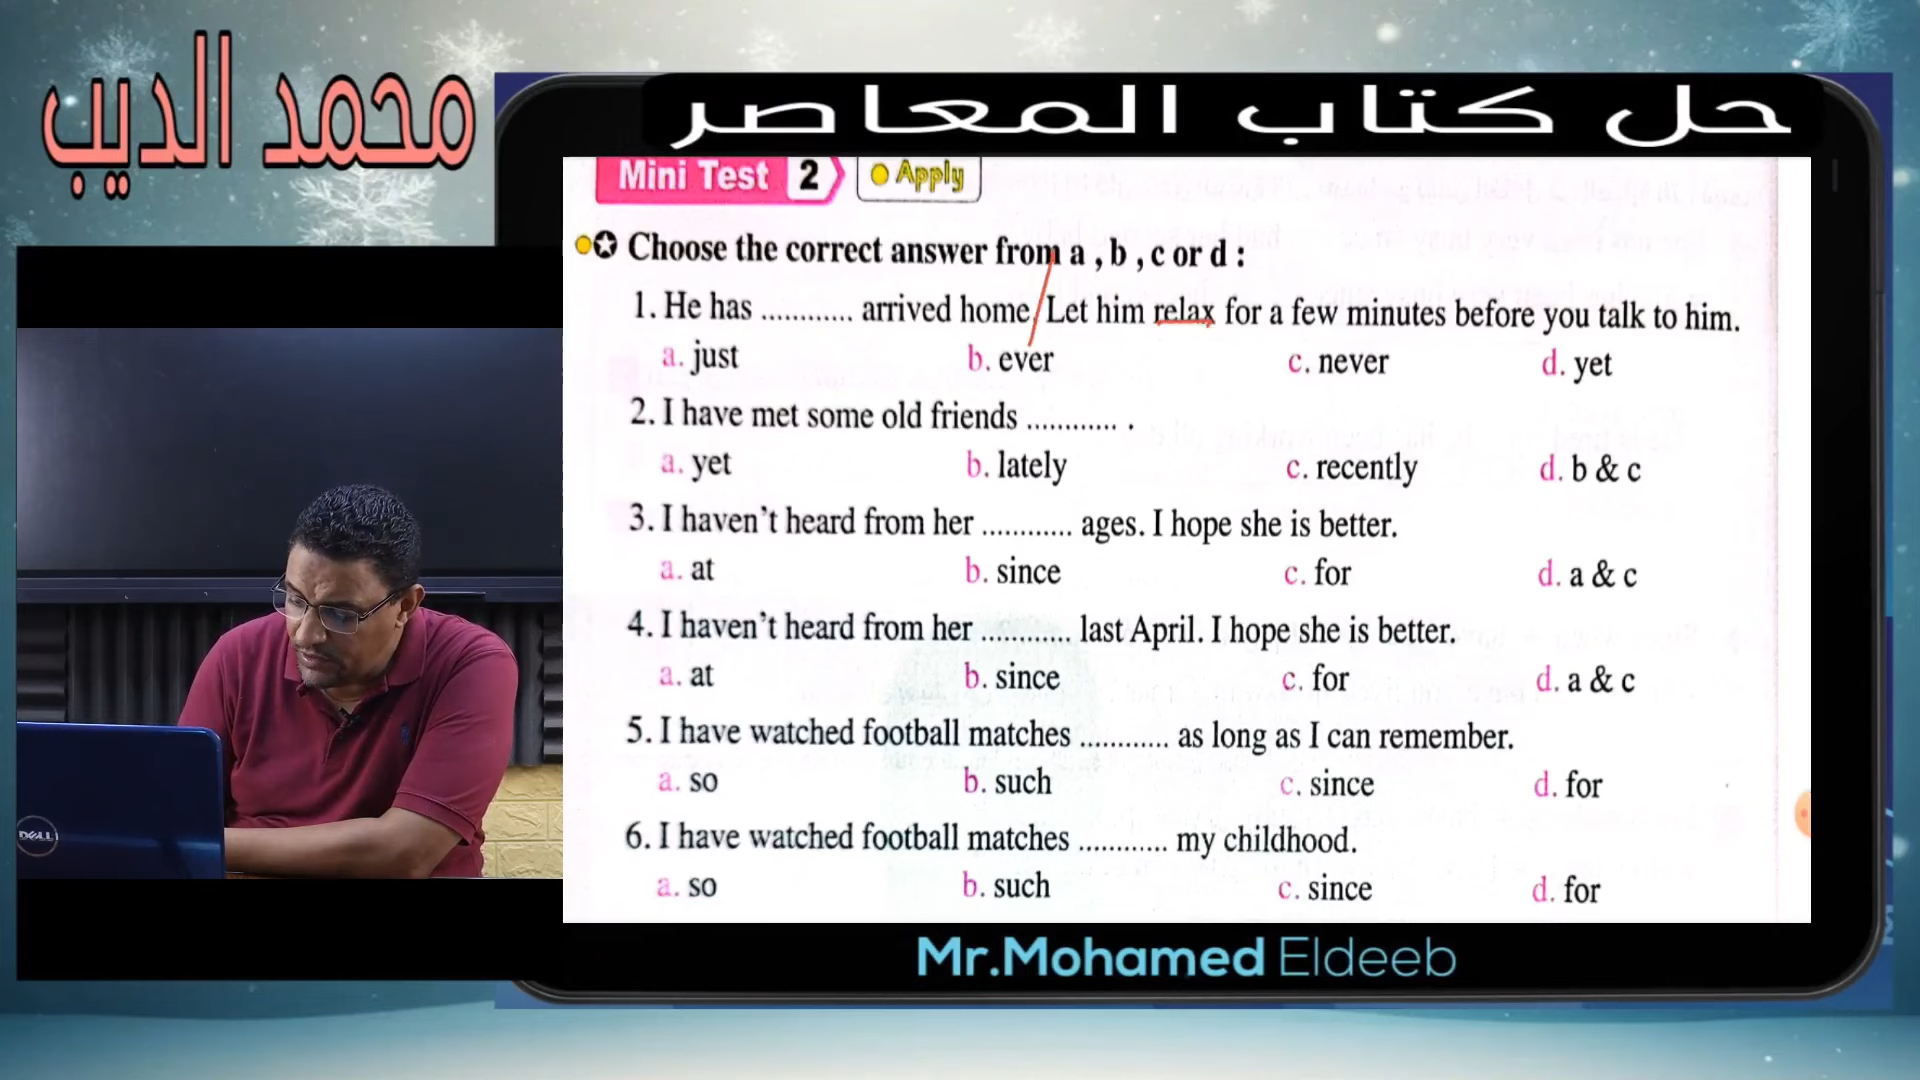 محمد الديب
حل كتاب المعاصر
Mini Test 2 Apply
Choose the correct answer from a , b , c or d :
1. He has ............ arrived home. Let him relax for a few minutes before you talk to him.
a. just b. ever c. never d. yet
2. I have met some old friends ............ .
a. yet b. lately c. recently d. b & c
3. I haven't heard from her ............ ages. I hope she is better.
a. at b. since c. for d. a & c
4. I haven't heard from her ............ last April. I hope she is better.
a. at b. since c. for d. a & c
5. I have watched football matches ............ as long as I can remember.
a. so b. such c. since d. for
6. I have watched football matches ............ my childhood.
a. so b. such c. since d. for
DELL
Mr.Mohamed Eldeeb